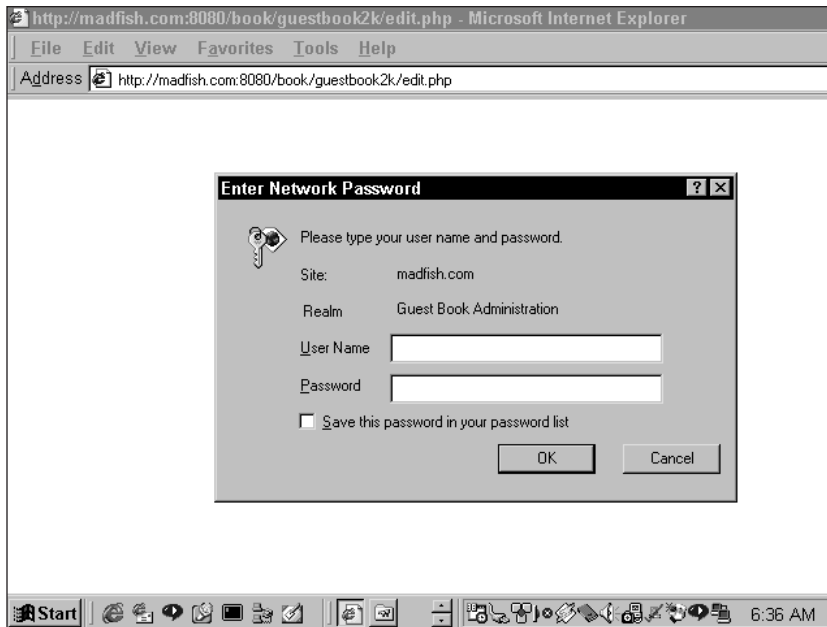 http://madfish.com:8080/book/guestbook2k/edit.php - Microsoft Internet Explorer
File Edit View Favorites Tools Help
Address http://madfish.com:8080/book/guestbook2k/edit.php
Enter Network Password
Please type your user name and password.
Site: madfish.com
Realm Guest Book Administration
User Name
Password
Save this password in your password list
OK Cancel
Start 6:36 AM